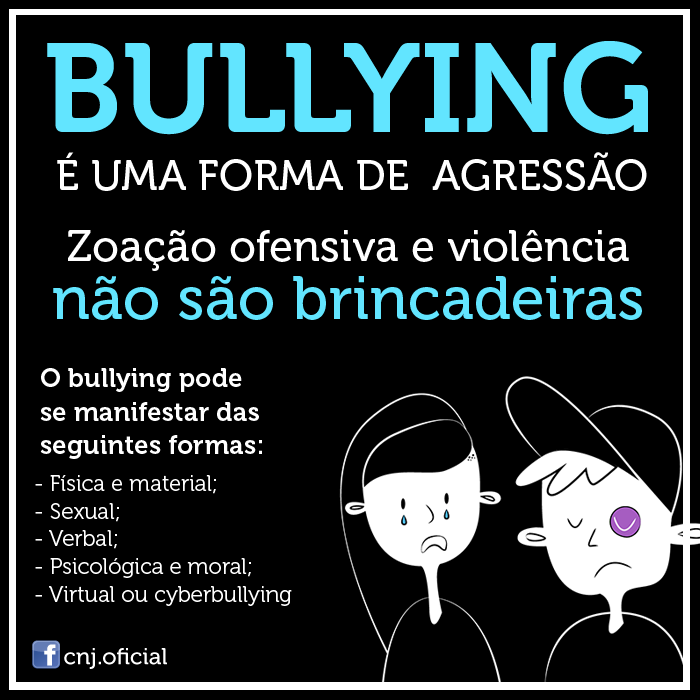 BULLYING
É UMA FORMA DE AGRESSÃO
Zoação ofensiva e violência
não são brincadeiras
O bullying pode
se manifestar das
seguintes formas:
- Física e material;
- Sexual;
- Verbal;
- Psicológica e moral;
- Virtual ou cyberbullying
f cnj.oficial